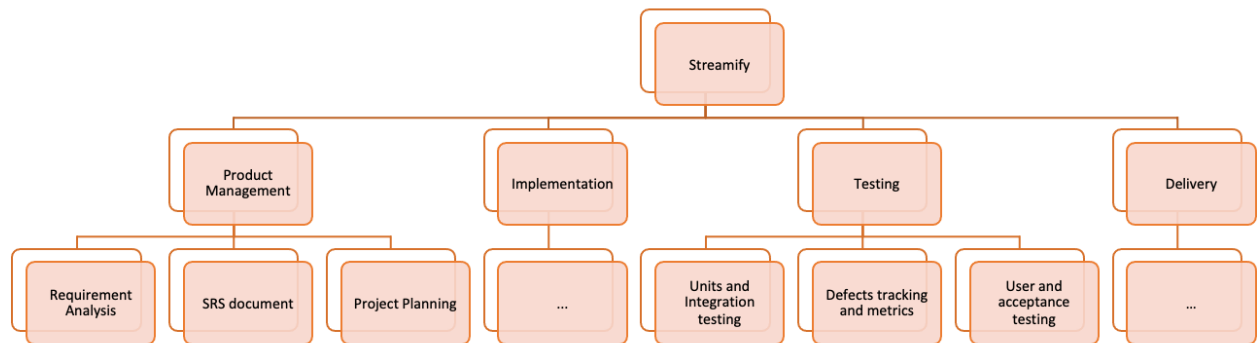 Streamify
Product
Management
Implementation
Testing
Delivery
Requirement
Analysis
SRS document
Project Planning
...
Units and
Integration
testing
Defects tracking
and metrics
User and
acceptance
testing
...